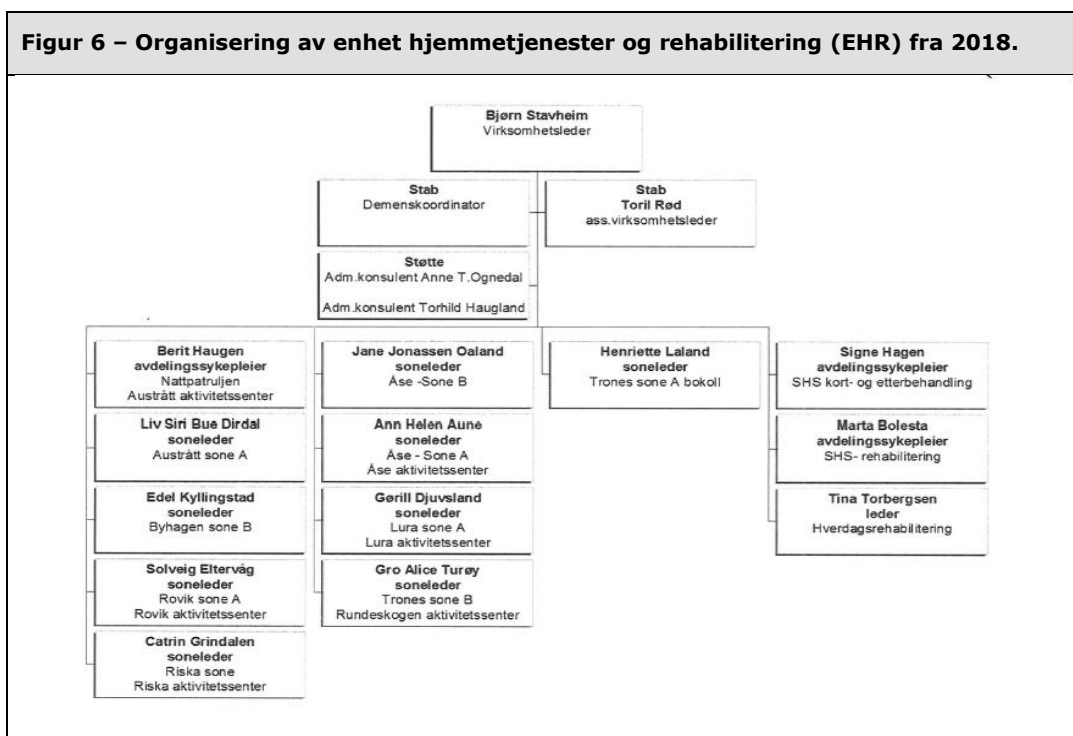 Figur 6 – Organisering av enhet hjemmetjenester og rehabilitering (EHR) fra 2018.
Bjørn Stavheim
Virksomhetsleder
Stab
Demenskoordinator
Stab
Toril Rød
ass.virksomhetsleder
Støtte
Adm.konsulent Anne T.Ognedal
Adm.konsulent Torhild Haugland
Berit Haugen
avdelingssykepleier
Nattpatruljen
Austrått aktivitetssenter
Liv Siri Bue Dirdal
soneleder
Austrått sone A
Edel Kyllingstad
soneleder
Byhagen sone B
Solveig Eltervåg
soneleder
Rovik sone A
Rovik aktivitetssenter
Catrin Grindalen
soneleder
Riska sone
Riska aktivitetssenter
Jane Jonassen Oaland
soneleder
Åse -Sone B
Ann Helen Aune
soneleder
Åse - Sone A
Åse aktivitetssenter
Gørill Djuvsland
soneleder
Lura sone A
Lura aktivitetssenter
Gro Alice Turøy
soneleder
Trones sone B
Rundeskogen aktivitetssenter
Henriette Laland
soneleder
Trones sone A bokoll
Signe Hagen
avdelingssykepleier
SHS kort- og etterbehandling
Marta Bolesta
avdelingssykepleier
SHS- rehabilitering
Tina Torbergsen
leder
Hverdagsrehabilitering